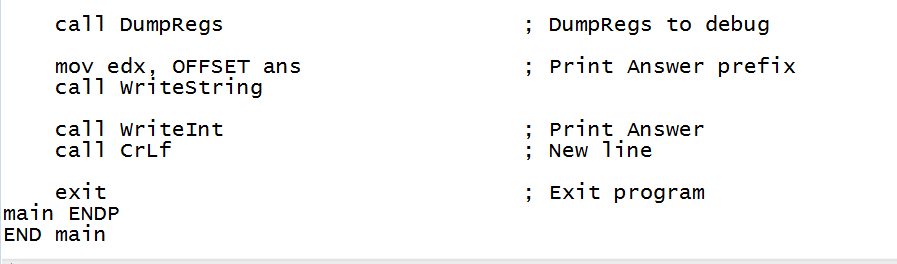 call DumpRegs ; DumpRegs to debug
mov edx, OFFSET ans ; Print Answer prefix
call WriteString
call WriteInt ; Print Answer
call CrLf ; New line
exit ; Exit program
main ENDP
END main